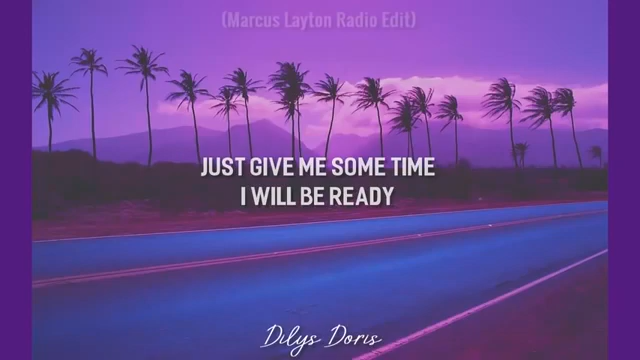 (Marcus Layton Radio Edit)
JUST GIVE ME SOME TIME
I WILL BE READY
Dilys Doris